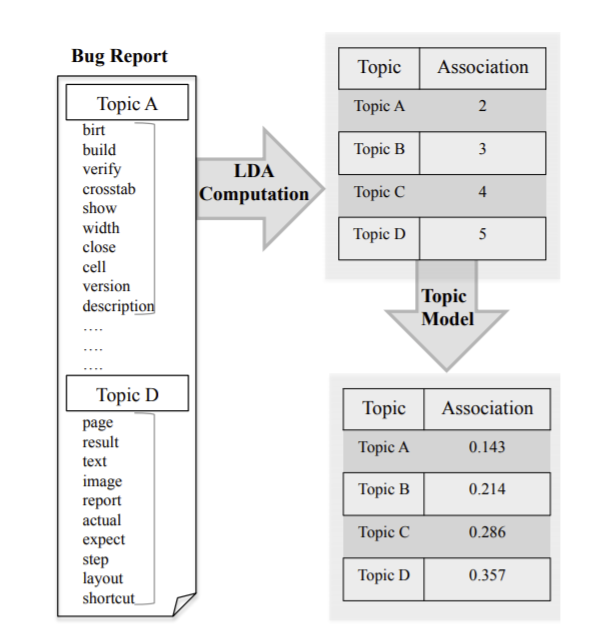 Bug Report
Topic A
birt
build
verify
crosstab
show
width
close
cell
version
description
....
....
....
Topic D
page
result
text
image
report
actual
expect
step
layout
shortcut
LDA
Computation
Topic Association
Topic A 2
Topic B 3
Topic C 4
Topic D 5
Topic
Model
Topic Association
Topic A 0.143
Topic B 0.214
Topic C 0.286
Topic D 0.357